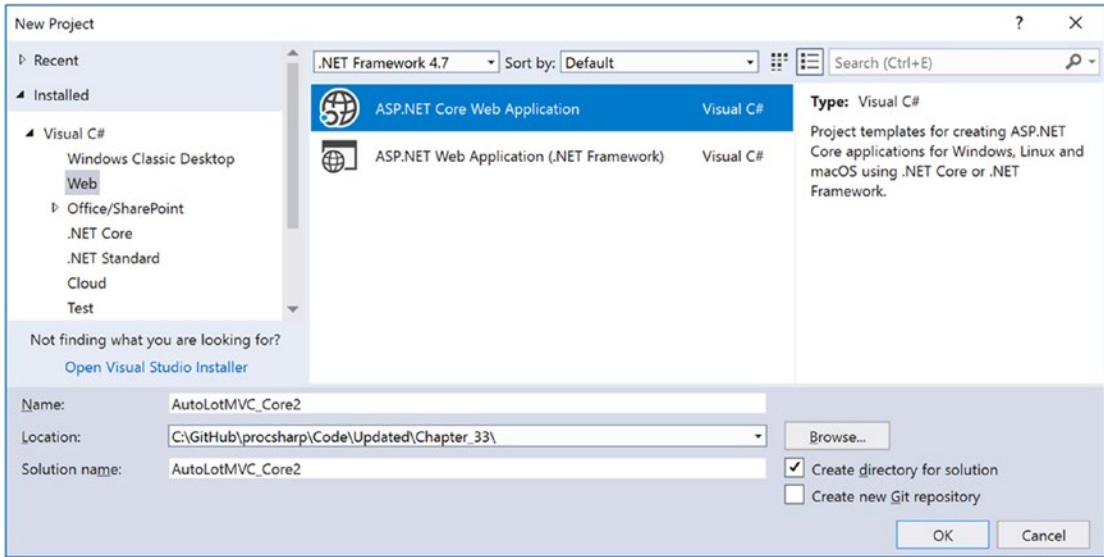 New Project
?
Recent
Installed
Visual C#
Windows Classic Desktop
Web
Office/SharePoint
.NET Core
.NET Standard
Cloud
Test
Not finding what you are looking for?
Open Visual Studio Installer
.NET Framework 4.7
Sort by: Default
Search (Ctrl+E)
ASP.NET Core Web Application Visual C#
ASP.NET Web Application (.NET Framework) Visual C#
Type: Visual C#
Project templates for creating ASP.NET
Core applications for Windows, Linux and
macOS using .NET Core or .NET
Framework.
Name: AutoLotMVC_Core2
Location: C:\GitHub\procsharp\Code\Updated\Chapter_33\
Browse...
Solution name: AutoLotMVC_Core2
Create directory for solution
Create new Git repository
OK Cancel